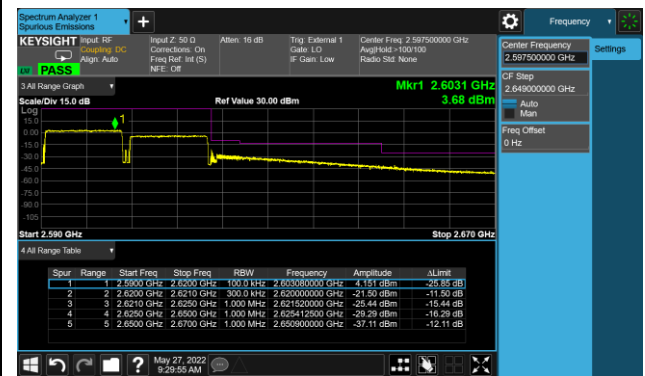 Spectrum Analyzer 1
Spurious Emissions
Frequency
KEYSIGHT Input: RF
Coupling: DC
Align: Auto
Input Z: 50 Ω
Corrections: On
Freq Ref: Int (S)
NFE: Off
Atten: 16 dB
Trig: External 1
Gate: LO
IF Gain: Low
Center Freq: 2.597500000 GHz
Avg|Hold:>100/100
Radio Std: None
LW PASS
Center Frequency
2.597500000 GHz
Settings
CF Step
2.649000000 GHz
Auto
Man
Freq Offset
0 Hz
3 All Range Graph
Mkr1 2.6031 GHz
Scale/Div 15.0 dB
Ref Value 30.00 dBm
3.68 dBm
Log
15.0
0.00
-15.0
-30.0
-45.0
-60.0
-75.0
-90.0
-105
1
Start 2.590 GHz
Stop 2.670 GHz
4 All Range Table
Spur Range Start Freq Stop Freq RBW Frequency Amplitude ΔLimit
1 1 2.5900 GHz 2.6200 GHz 100.0 kHz 2.603080000 GHz 4.151 dBm -25.85 dB
2 2 2.6200 GHz 2.6210 GHz 300.0 kHz 2.620000000 GHz -21.50 dBm -11.50 dB
3 3 2.6210 GHz 2.6250 GHz 1.000 MHz 2.621520000 GHz -25.44 dBm -15.44 dB
4 4 2.6250 GHz 2.6500 GHz 1.000 MHz 2.625412500 GHz -29.29 dBm -16.29 dB
5 5 2.6500 GHz 2.6700 GHz 1.000 MHz 2.650900000 GHz -37.11 dBm -12.11 dB
May 27, 2022
9:29:55 AM